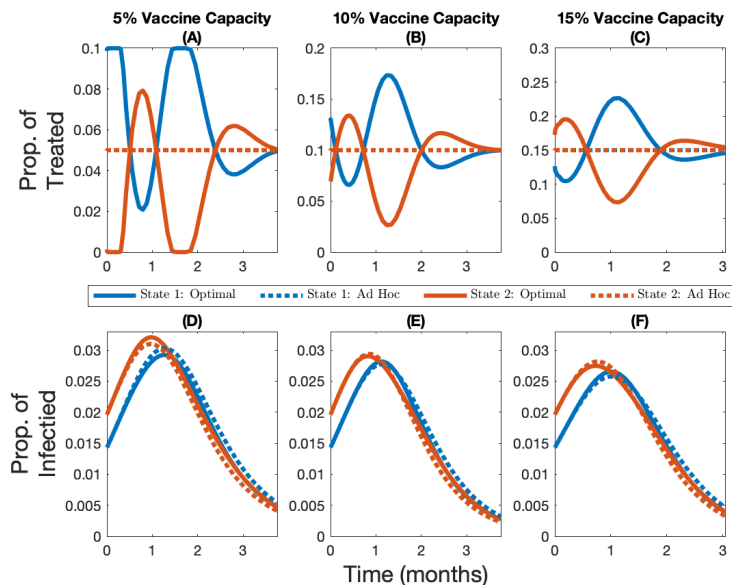 5% Vaccine Capacity 10% Vaccine Capacity 15% Vaccine Capacity
(A) (B) (C)
Prop. of
Treated
0.1
0.08
0.06
0.04
0.02
0
0 1 2 3
0.2
0.15
0.1
0.05
0
0 1 2 3
0.3
0.25
0.2
0.15
0.1
0.05
0
0 1 2 3
State 1: Optimal State 1: Ad Hoc State 2: Optimal State 2: Ad Hoc
(D) (E) (F)
Prop. of
Infectied
0.03
0.025
0.02
0.015
0.01
0.005
0
0 1 2 3
0.03
0.025
0.02
0.015
0.01
0.005
0
0 1 2 3
0.03
0.025
0.02
0.015
0.01
0.005
0
0 1 2 3
Time (months)